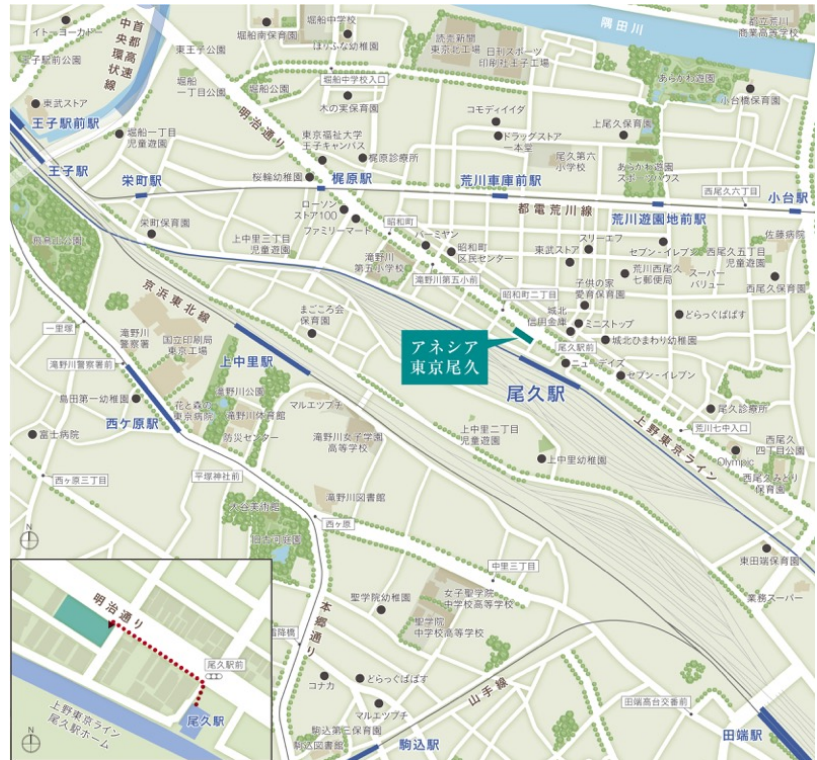 イトーヨーカドー
首都高速
中央環状線
王子駅前公園
東武ストア
王子駅前駅
王子駅
堀船一丁目
児童遊園
東王子公園
堀船
一丁目公園
堀船南保育園
堀船中学校
ほりふな幼稚園
堀船中学校入口
堀船公園
木の実保育園
明治通り
東京福祉大学
王子キャンパス
梶原診療所
桜輪幼稚園
栄町駅
梶原駅
読売新聞
東京北工場
日刊スポーツ
印刷社王子工場
隅田川
都立荒川
商業高等学校
あらかわ遊園
小台橋保育園
コモディイイダ
ドラッグストア
一本堂
上尾久保育園
尾久第六
小学校
あらかわ遊園
スポーツハウス
荒川車庫前駅
西尾久六丁目
都電荒川線
荒川遊園地前駅
小台駅
栄町保育園
ローソン
ストア100
ファミリーマート
昭和町
バーミヤン
昭和町
区民センター
上中里三丁目
児童遊園
滝野川
第五小学校
滝野川第五小前
東武ストア
スリーエフ
セブン-イレブン
西尾久五丁目
児童遊園
佐藤病院
荒川西尾久
七郵便局
スーパー
バリュー
西尾久保育園
子供の家
愛育保育園
昭和町二丁目
城北
信用金庫
ミニストップ
どらっぐぱぱす
城北ひまわり幼稚園
尾久駅前
ニューデイズ
セブン-イレブン
アネシア
東京尾久
尾久駅
飛鳥山公園
京浜東北線
まごころ会
保育園
一里塚
滝野川
警察署
国立印刷局
東京工場
滝野川警察署前
上中里駅
島田第一幼稚園
西ケ原駅
花と森の
東京病院
滝野川公園
滝野川体育館
防災センター
マルエツプチ
滝野川女子学園
高等学校
富士病院
西ヶ原三丁目
平塚神社前
上中里二丁目
児童遊園
上中里幼稚園
上野東京ライン
尾久診療所
荒川七中入口
Olympic
西尾久
四丁目公園
西尾久みどり
保育園
東田端保育園
業務スーパー
大谷美術館
滝野川図書館
西ヶ原
旧古河庭園
中里三丁目
聖学院幼稚園
女子聖学院
中学校高等学校
聖学院
中学校高等学校
本郷通り
霜降橋
コナカ
どらっぐぱぱす
マルエツプチ
駒込第三保育園
駒込図書館
駒込駅
山手線
田端高台交番前
田端駅
N
明治通り
尾久駅前
尾久駅
上野東京ライン
尾久駅ホーム
N